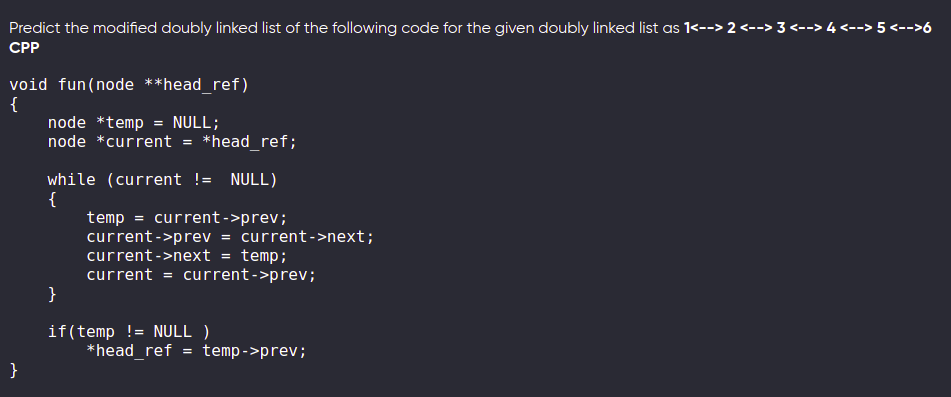 Predict the modified doubly linked list of the following code for the given doubly linked list as 1<--> 2 <--> 3 <--> 4 <--> 5 <-->6
CPP
void fun(node **head_ref)
{
    node *temp = NULL;
    node *current = *head_ref;
    while (current !=  NULL)
    {
        temp = current->prev;
        current->prev = current->next;
        current->next = temp;
        current = current->prev;
    }
    if(temp != NULL )
        *head_ref = temp->prev;
}